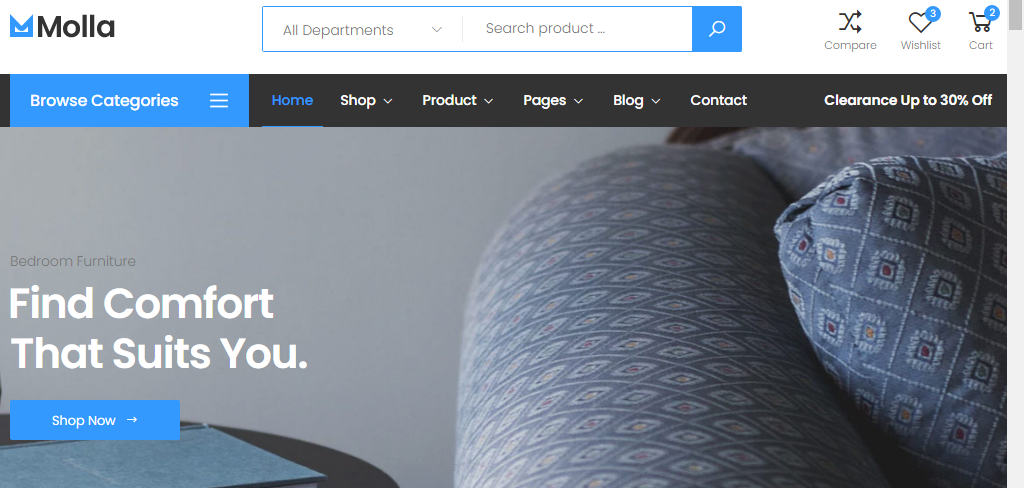 Molla
All Departments
Search product ...
3
2
Compare
Wishlist
Cart
Browse Categories
Home
Shop
Product
Pages
Blog
Contact
Clearance Up to 30% Off
Bedroom Furniture
Find Comfort
That Suits You.
Shop Now →